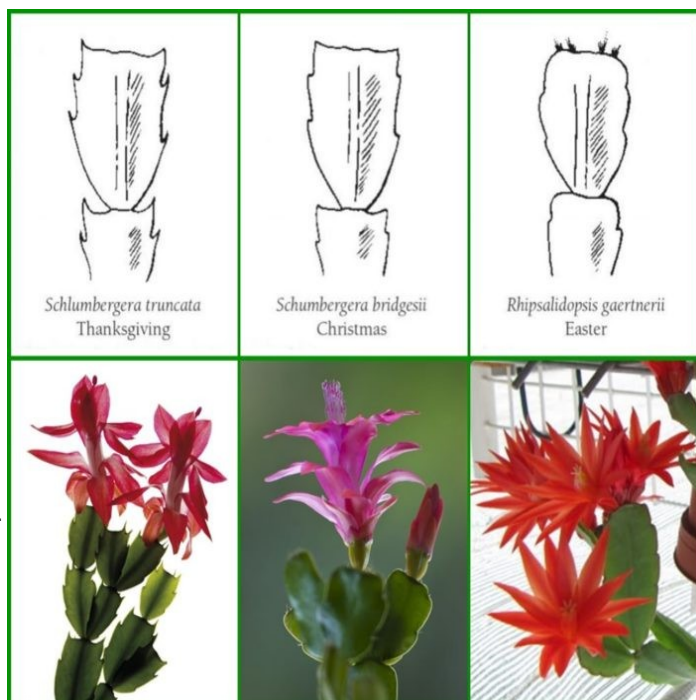 Schlumbergera truncata
Thanksgiving
Schumbergera bridgesii
Christmas
Rhipsalidopsis gaertnerii
Easter